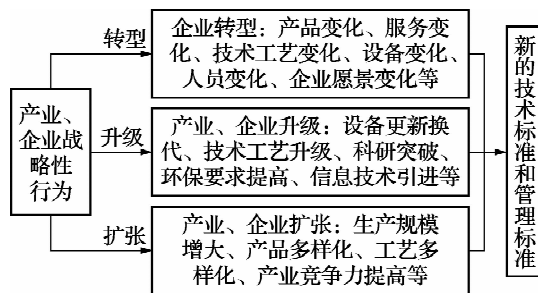 产业、
企业战
略性
行为
转型
企业转型：产品变化、服务变
化、技术工艺变化、设备变化、
人员变化、企业愿景变化等
升级
产业、企业升级：设备更新换
代、技术工艺升级、科研突破、
环保要求提高、信息技术引进等
扩张
产业、企业扩张：生产规模
增大、产品多样化、工艺多
样化、产业竞争力提高等
新的技术标准和管理标准